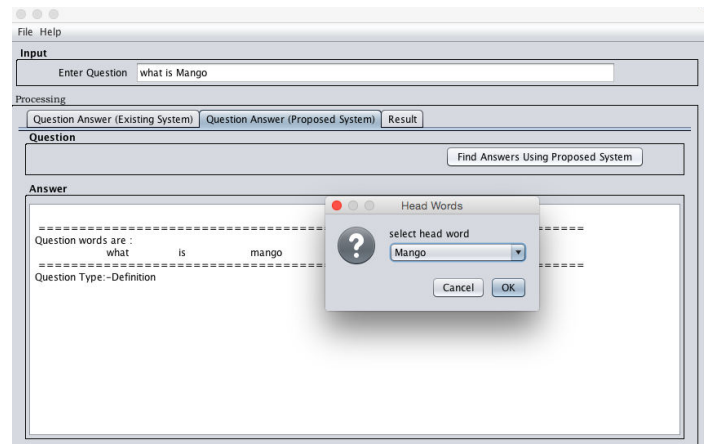 File Help
Input
Enter Question what is Mango
Processing
Question Answer (Existing System) Question Answer (Proposed System) Result
Question
Find Answers Using Proposed System
Answer
Head Words
select head word
Mango
Cancel OK
===================================================================
Question words are :
what is mango
===================================================================
Question Type:-Definition